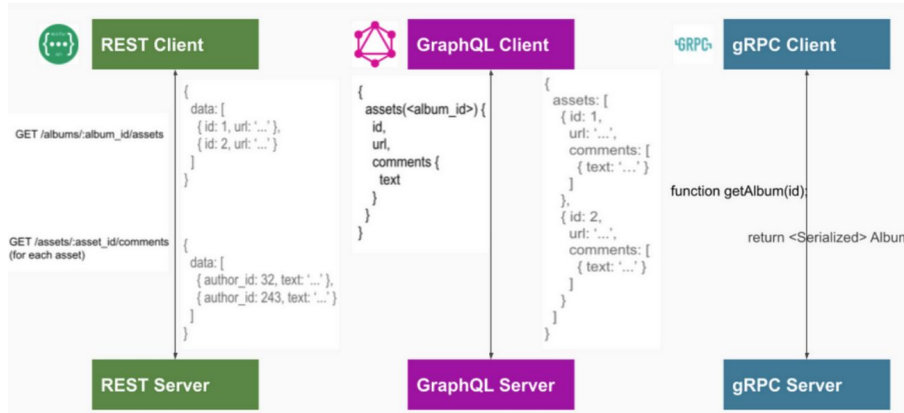 REST Client
GET /albums/:album_id/assets
{
data: [
{ id: 1, url: ‘...’ },
{ id: 2, url: ‘...’ }
]
}
GET /assets/:asset_id/comments
(for each asset)
{
data: [
{ author_id: 32, text: ‘...’ },
{ author_id: 243, text: ‘...’ }
]
}
REST Server
GraphQL Client
{
assets(<album_id>) {
id,
url,
comments {
text
}
}
}
{
assets: [
{ id: 1,
url: ‘...’,
comments: [
{ text: ‘...’ }
]
},
{ id: 2,
url: ‘...’,
comments: [
{ text: ‘...’ }
]
}
]
}
GraphQL Server
GRPC
gRPC Client
function getAlbum(id);
return <Serialized> Album
gRPC Server